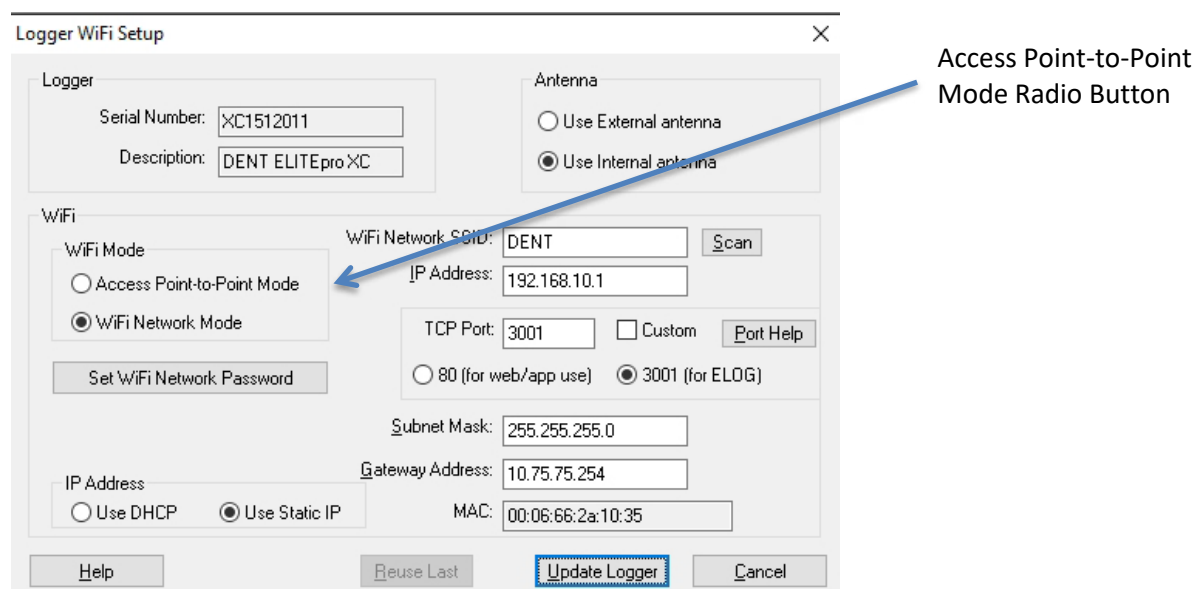 Logger WiFi Setup
Access Point-to-Point
Mode Radio Button
Logger
Serial Number: XC1512011
Description: DENT ELITEpro XC
Antenna
Use External antenna
Use Internal antenna
WiFi
WiFi Mode
Access Point-to-Point Mode
WiFi Network Mode
Set WiFi Network Password
WiFi Network SSID: DENT Scan
IP Address: 192.168.10.1
TCP Port: 3001 Custom Port Help
80 (for web/app use) 3001 (for ELOG)
Subnet Mask: 255.255.255.0
Gateway Address: 10.75.75.254
MAC: 00:06:66:2a:10:35
IP Address
Use DHCP Use Static IP
Help Reuse Last Update Logger Cancel